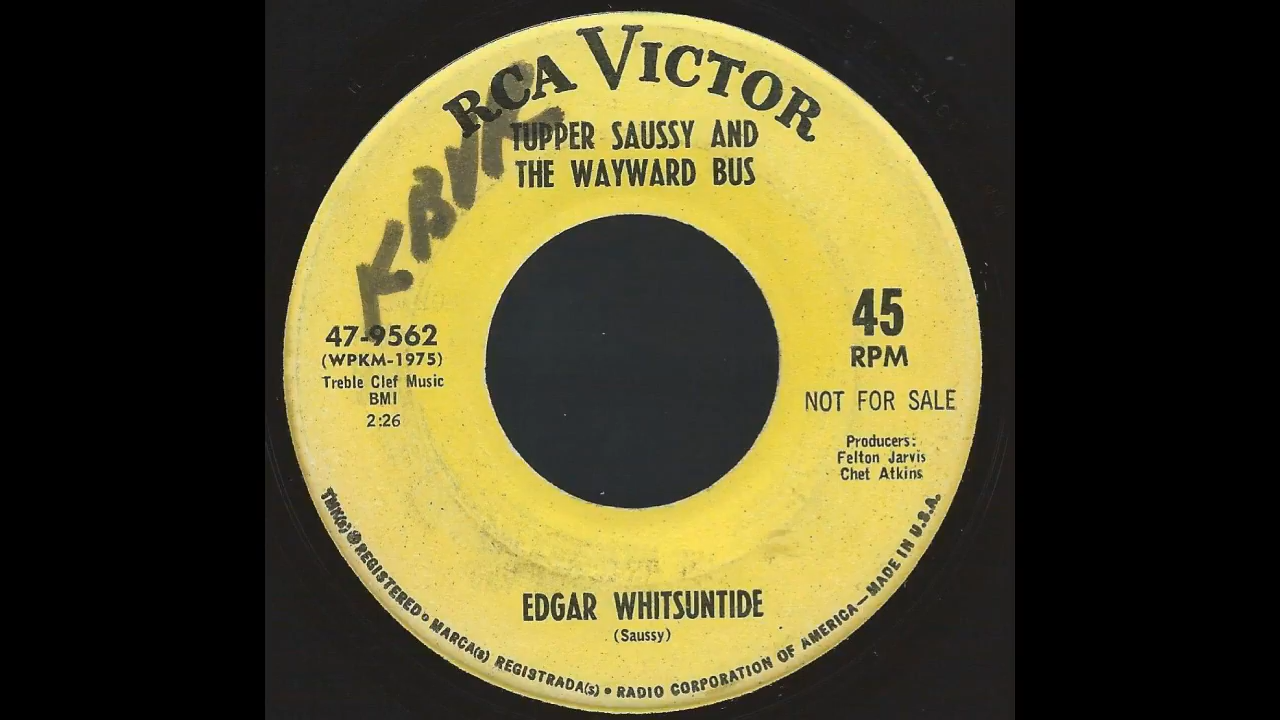 RCA VICTOR
TUPPER SAUSSY AND
THE WAYWARD BUS
47-9562
(WPKM-1975)
Treble Clef Music
BMI
2:26
45
RPM
NOT FOR SALE
Producers:
Felton Jarvis
Chet Atkins
EDGAR WHITSUNTIDE
(Saussy)
TMK(s) ® REGISTERED • MARCA(s) REGISTRADA(s) • RADIO CORPORATION OF AMERICA—MADE IN U.S.A.